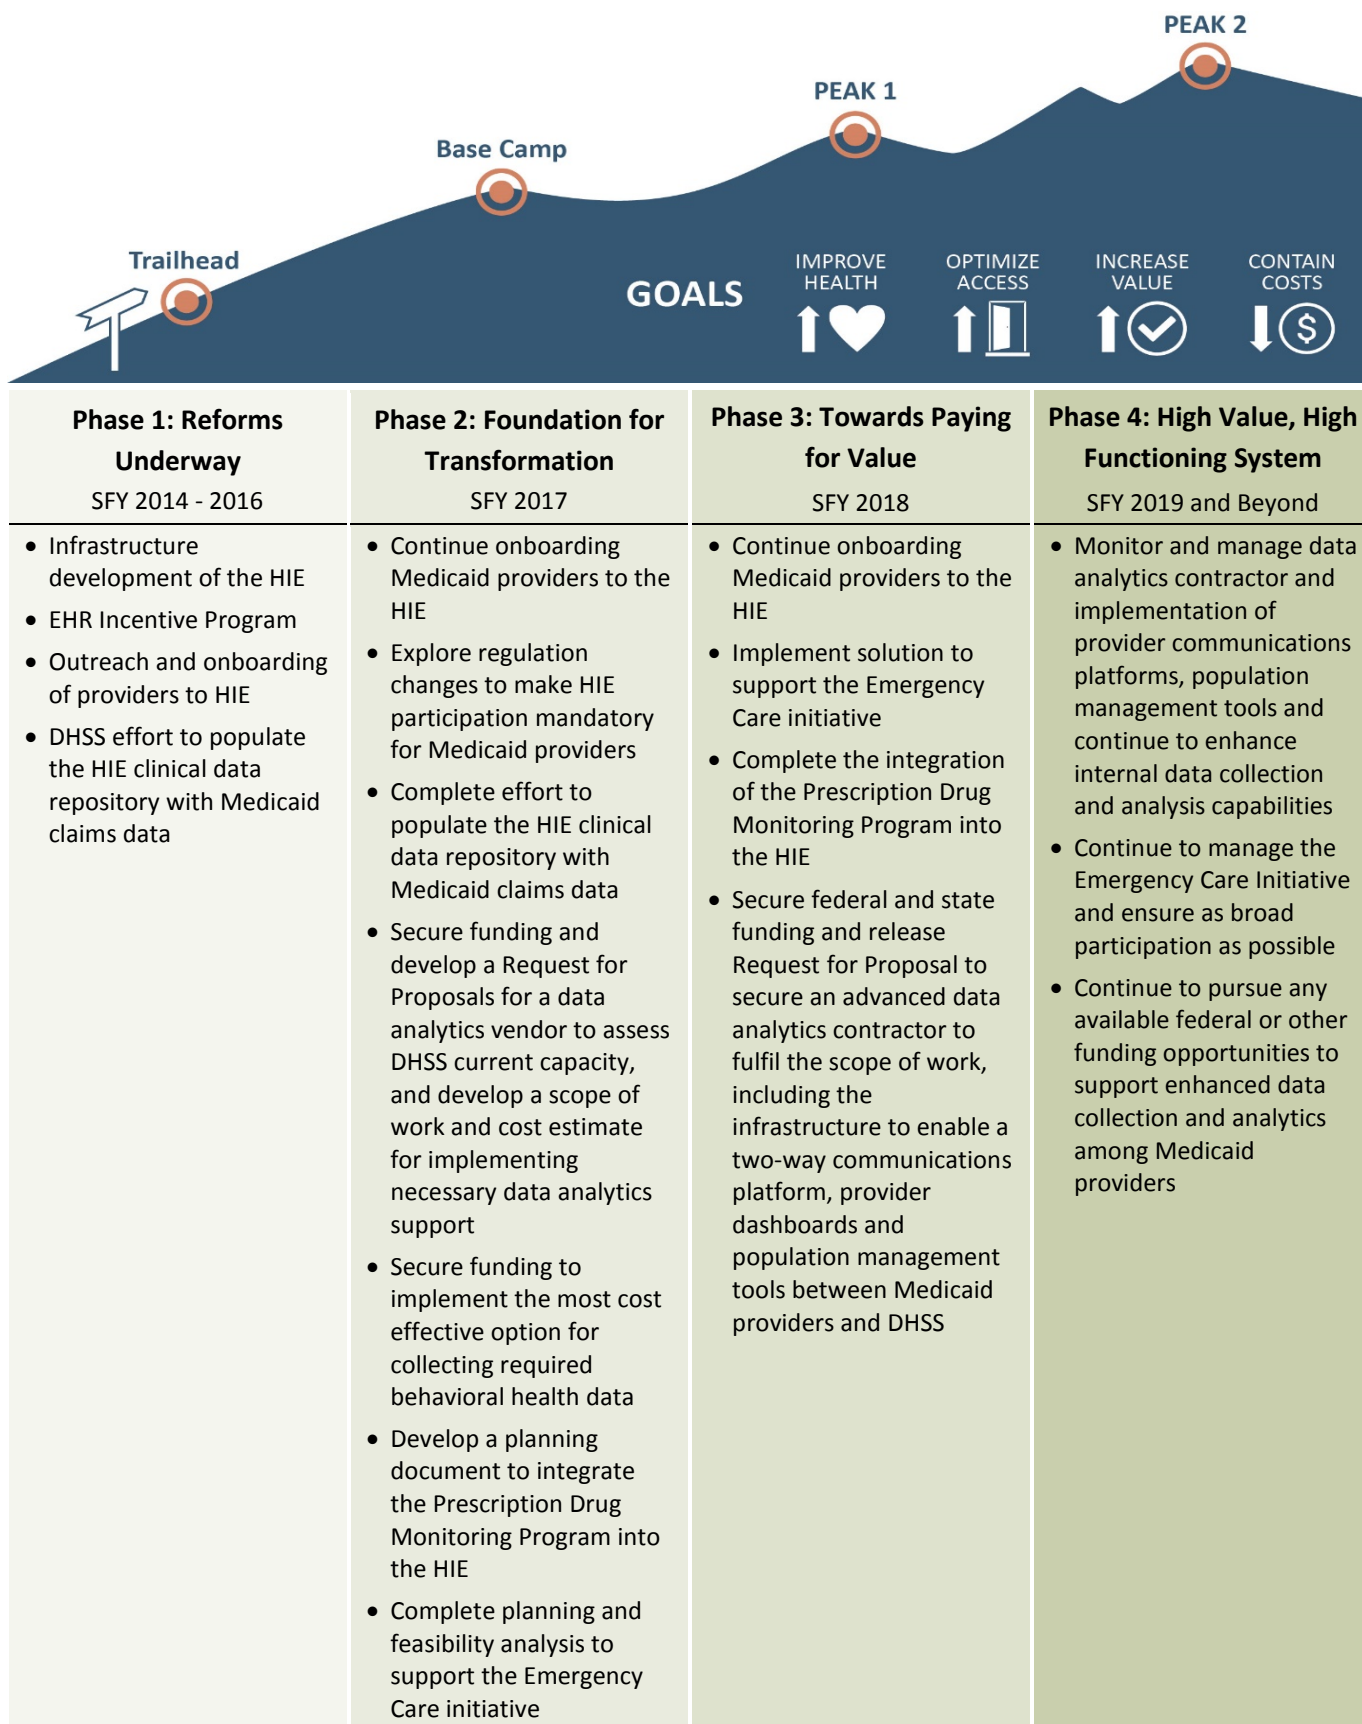 PEAK 2
PEAK 1
Base Camp
Trailhead
GOALS
IMPROVE
HEALTH
OPTIMIZE
ACCESS
INCREASE
VALUE
CONTAIN
COSTS
$
Phase 1: Reforms
Underway
SFY 2014 - 2016
• Infrastructure
development of the HIE
• EHR Incentive Program
• Outreach and onboarding
of providers to HIE
• DHSS effort to populate
the HIE clinical data
repository with Medicaid
claims data
Phase 2: Foundation for
Transformation
SFY 2017
• Continue onboarding
Medicaid providers to the
HIE
• Explore regulation
changes to make HIE
participation mandatory
for Medicaid providers
• Complete effort to
populate the HIE clinical
data repository with
Medicaid claims data
• Secure funding and
develop a Request for
Proposals for a data
analytics vendor to assess
DHSS current capacity,
and develop a scope of
work and cost estimate
for implementing
necessary data analytics
support
• Secure funding to
implement the most cost
effective option for
collecting required
behavioral health data
• Develop a planning
document to integrate
the Prescription Drug
Monitoring Program into
the HIE
• Complete planning and
feasibility analysis to
support the Emergency
Care initiative
Phase 3: Towards Paying
for Value
SFY 2018
• Continue onboarding
Medicaid providers to the
HIE
• Implement solution to
support the Emergency
Care initiative
• Complete the integration
of the Prescription Drug
Monitoring Program into
the HIE
• Secure federal and state
funding and release
Request for Proposal to
secure an advanced data
analytics contractor to
fulfil the scope of work,
including the
infrastructure to enable a
two-way communications
platform, provider
dashboards and
population management
tools between Medicaid
providers and DHSS
Phase 4: High Value, High
Functioning System
SFY 2019 and Beyond
• Monitor and manage data
analytics contractor and
implementation of
provider communications
platforms, population
management tools and
continue to enhance
internal data collection
and analysis capabilities
• Continue to manage the
Emergency Care Initiative
and ensure as broad
participation as possible
• Continue to pursue any
available federal or other
funding opportunities to
support enhanced data
collection and analytics
among Medicaid
providers